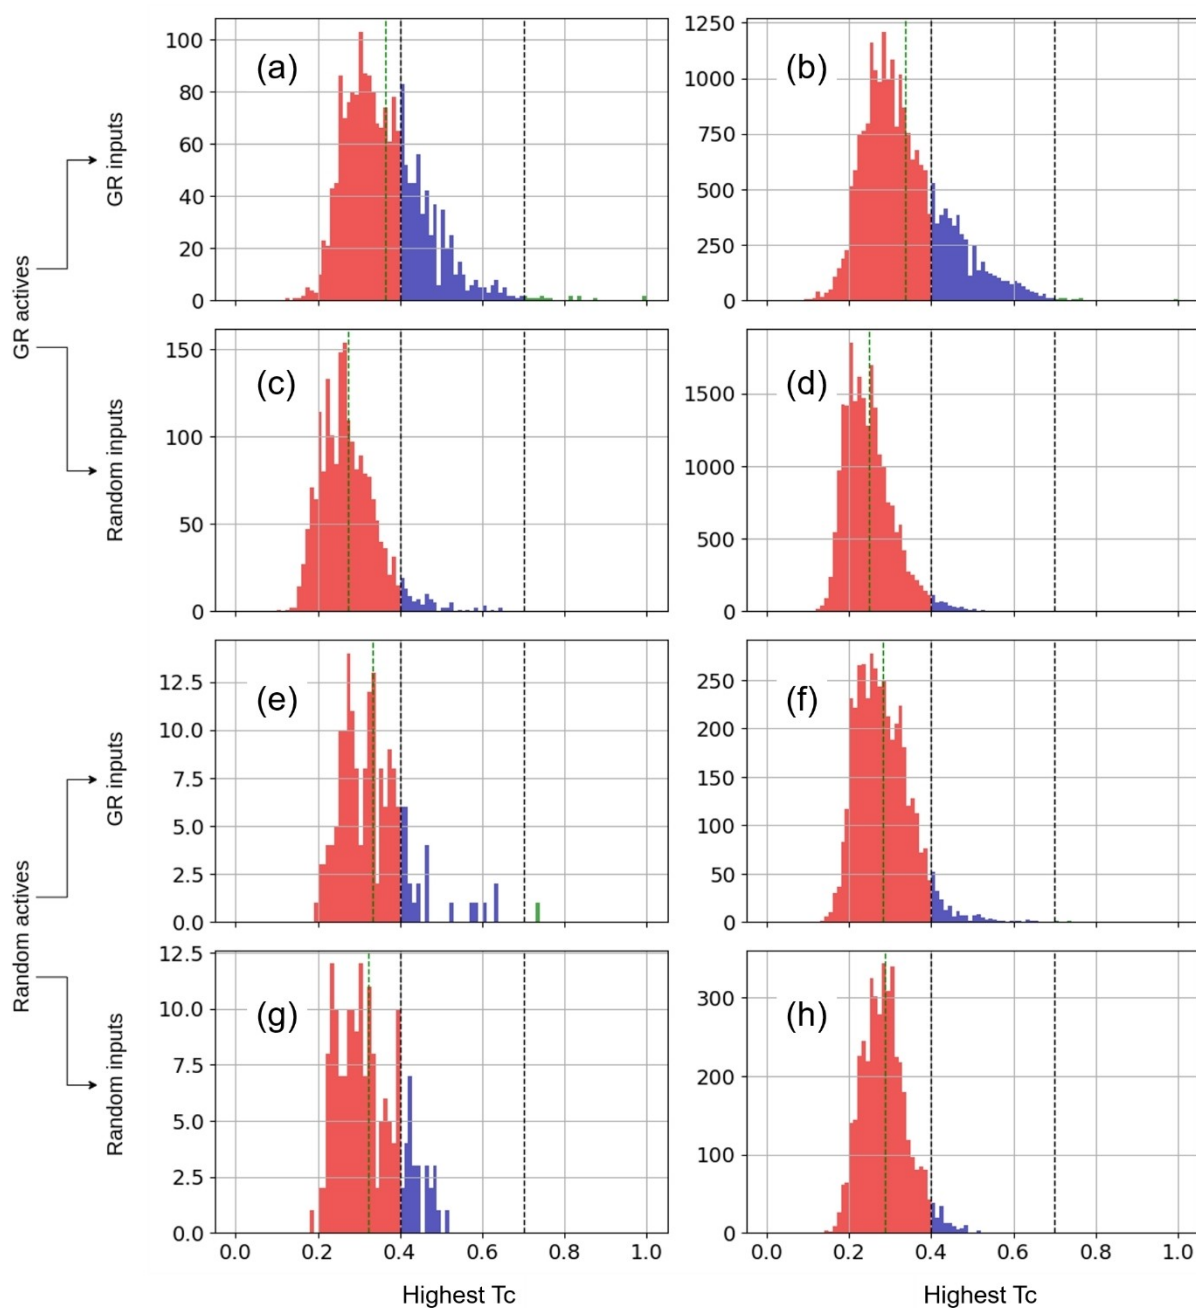 GR actives
GR inputs
Random inputs
Random actives
GR inputs
Random inputs
(a)
100
80
60
40
20
0
(b)
1250
1000
750
500
250
0
(c)
150
100
50
0
(d)
1500
1000
500
0
(e)
12.5
10.0
7.5
5.0
2.5
0.0
(f)
250
200
150
100
50
0
(g)
12.5
10.0
7.5
5.0
2.5
0.0
(h)
300
200
100
0
0.0 0.2 0.4 0.6 0.8 1.0
0.0 0.2 0.4 0.6 0.8 1.0
Highest Tc
Highest Tc